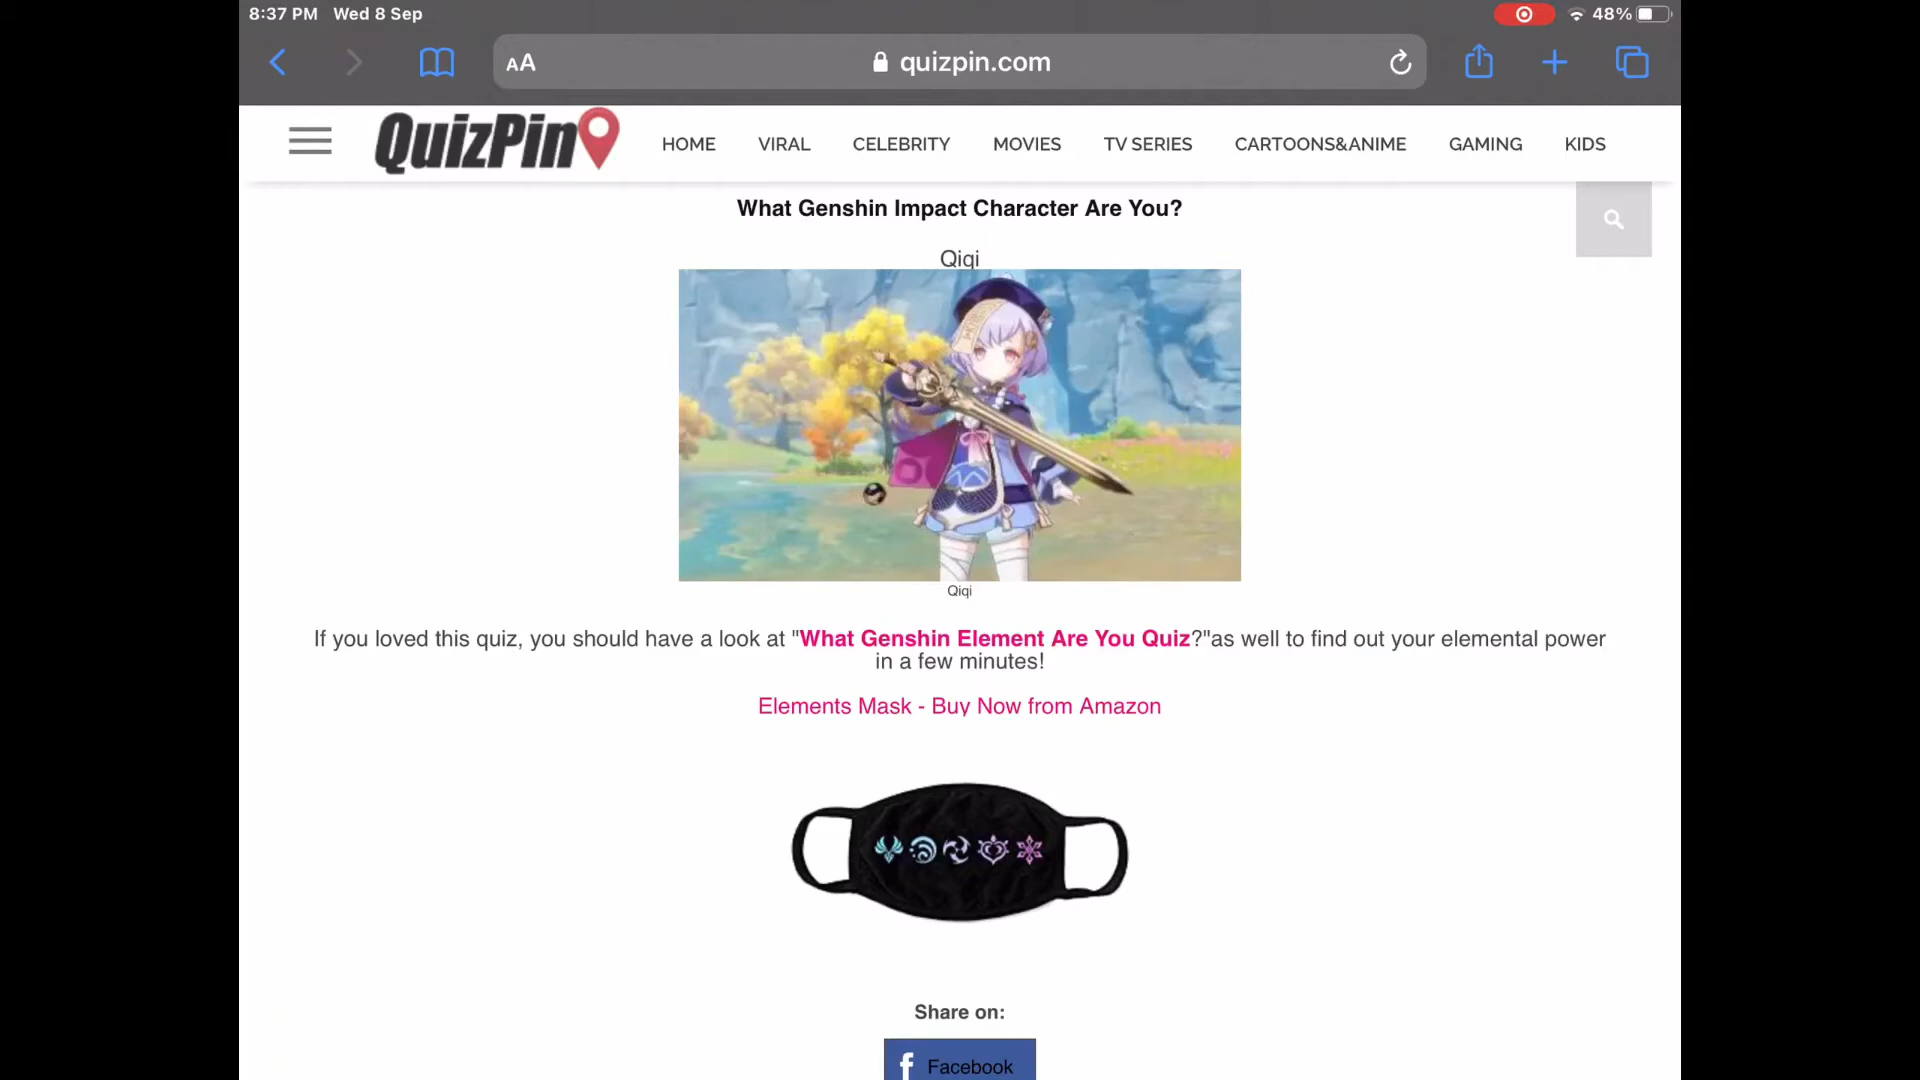 8:37 PM Wed 8 Sep
48%
AA
quizpin.com
QuizPin
HOME VIRAL CELEBRITY MOVIES TV SERIES CARTOONS&ANIME GAMING KIDS
What Genshin Impact Character Are You?
Qiqi
Qiqi
If you loved this quiz, you should have a look at "What Genshin Element Are You Quiz?"as well to find out your elemental power
in a few minutes!
Elements Mask - Buy Now from Amazon
Share on:
f Facebook